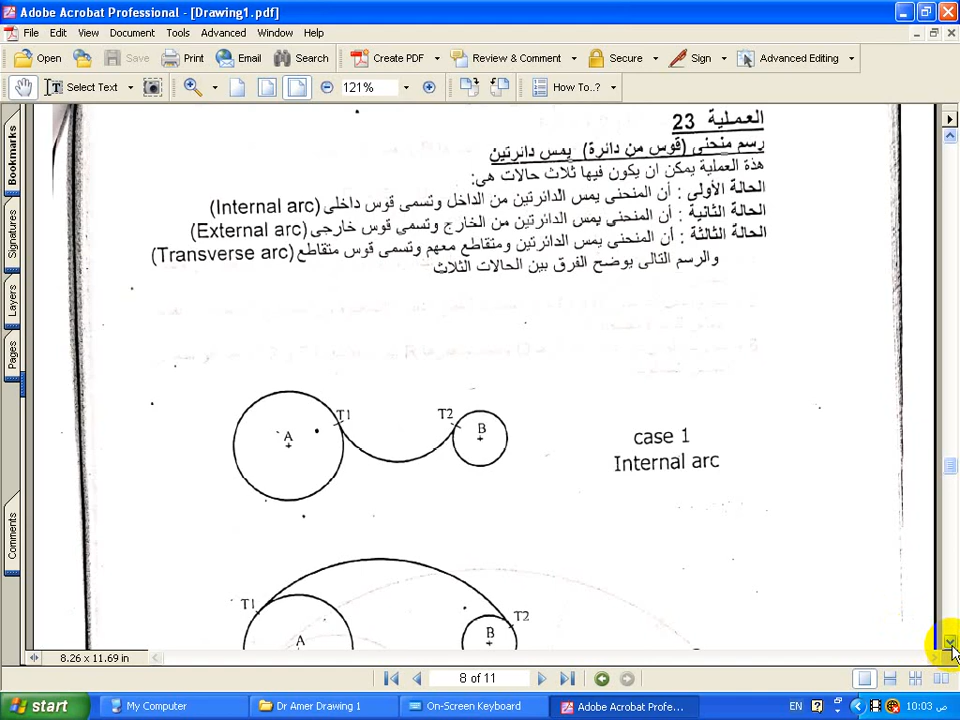 Adobe Acrobat Professional - [Drawing1.pdf]
File Edit View Document Tools Advanced Window Help
Open Save Print Email Search Create PDF Review & Comment Secure Sign Advanced Editing
Select Text 121% How To..?
Bookmarks
Signatures
Layers
Pages
Comments
العملية 23
رسم منحنى (قوس من دائرة) يمس دائرتين
هذة العملية يمكن ان يكون فيها ثلاث حالات هى:
الحالة الأولى : أن المنحنى يمس الدائرتين من الداخل وتسمى قوس داخلى (Internal arc)
الحالة الثانية : أن المنحنى يمس الدائرتين من الخارج وتسمى قوس خارجى (External arc)
الحالة الثالثة : أن المنحنى يمس الدائرتين ومتقاطع معهم وتسمى قوس متقاطع (Transverse arc)
والرسم التالى يوضح الفرق بين الحالات الثلاث
T1 T2
A B
case 1
Internal arc
T1 T2
A B
8.26 x 11.69 in
8 of 11
start My Computer Dr Amer Drawing 1 On-Screen Keyboard Adobe Acrobat Profe... EN 10:03 ص